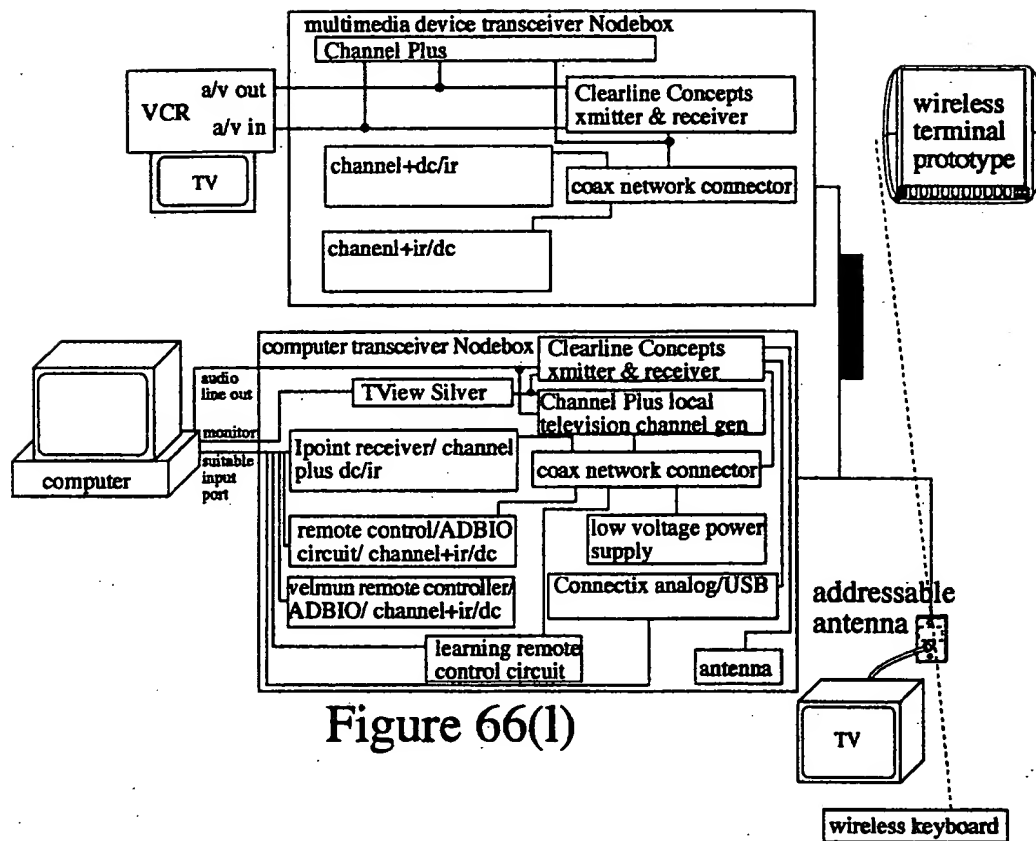 multimedia device transceiver Nodebox
Channel Plus
VCR
a/v out
a/v in
TV
Clearline Concepts
xmitter & receiver
channel+dc/ir
coax network connector
chanenl+ir/dc
wireless
terminal
prototype
computer transceiver Nodebox
Clearline Concepts
xmitter & receiver
audio
line out
TView Silver
Channel Plus local
television channel gen
monitor
suitable
input
port
computer
Ipoint receiver/ channel
plus dc/ir
coax network connector
remote control/ADBIO
circuit/ channel+ir/dc
low voltage power
supply
velmun remote controller/
ADBIO/ channel+ir/dc
Connectix analog/USB
learning remote
control circuit
antenna
addressable
antenna
TV
wireless keyboard
Figure 66(l)